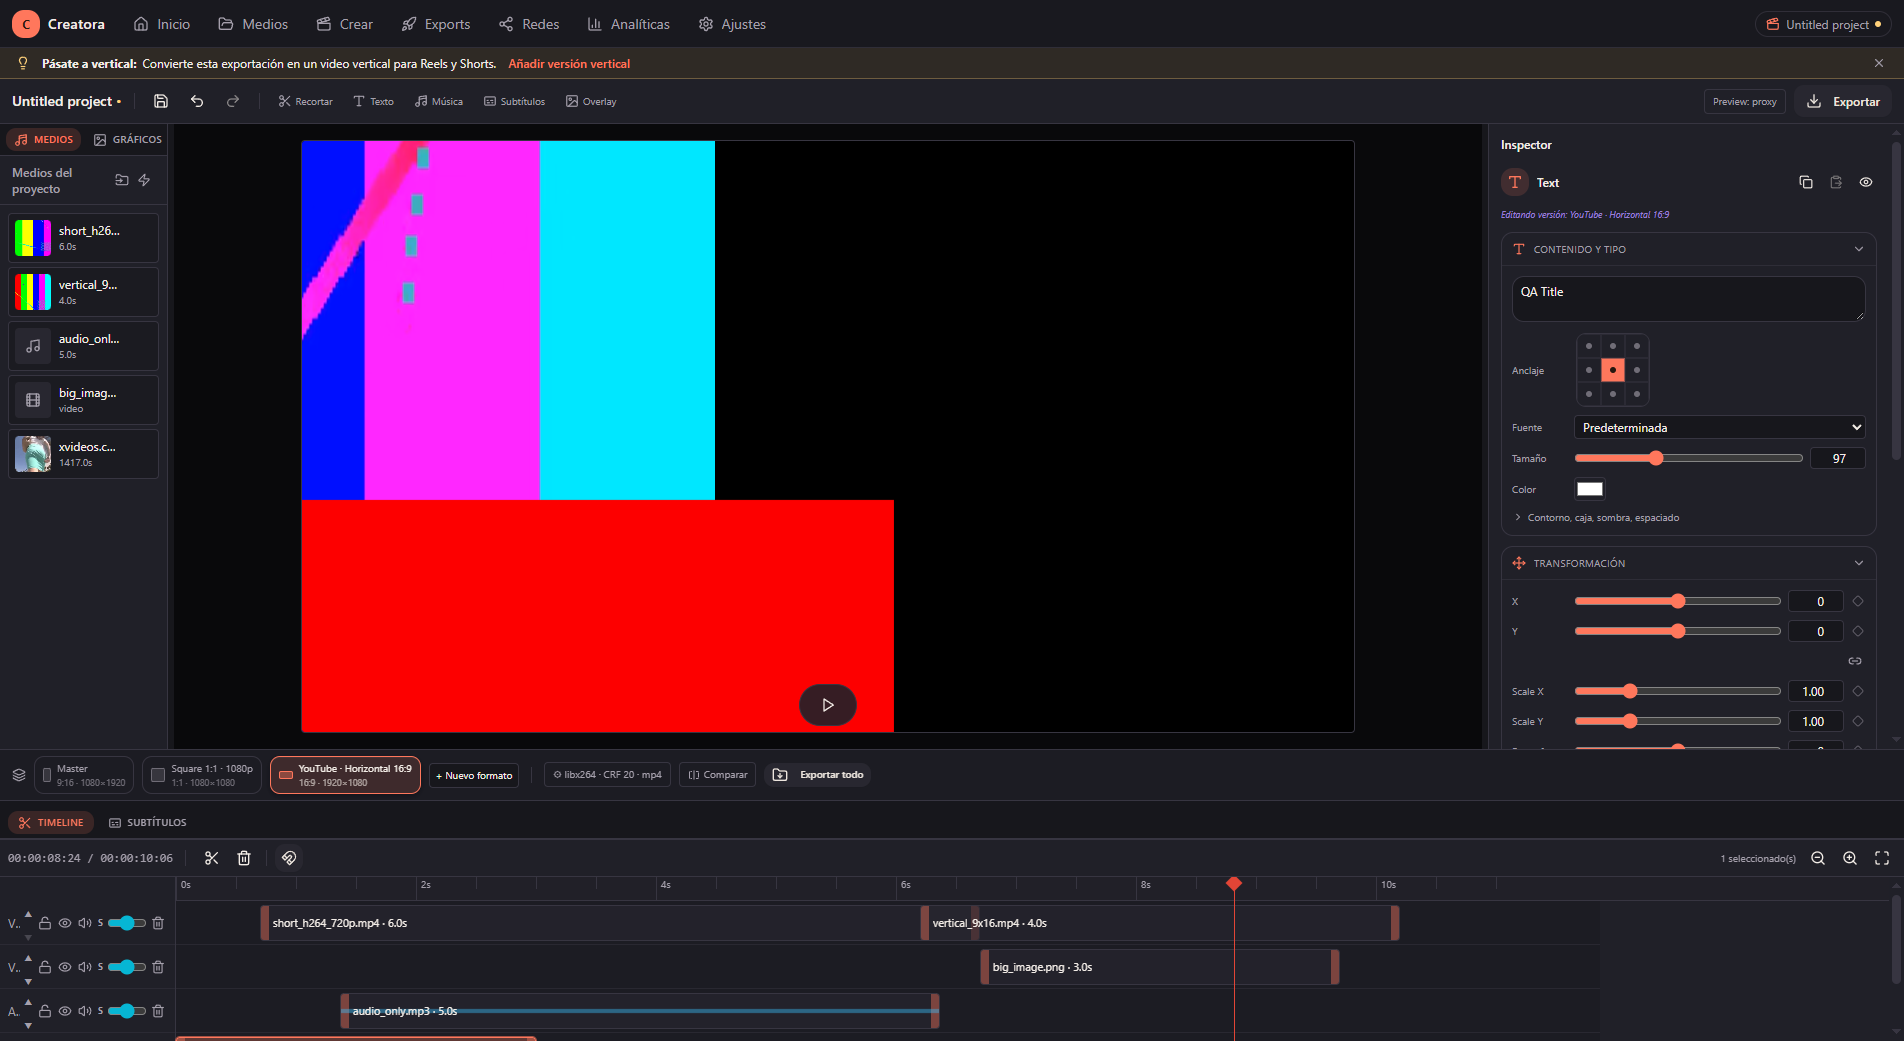 C Creatora Inicio Medios Crear Exports Redes Analíticas Ajustes Untitled project
Pásate a vertical: Convierte esta exportación en un video vertical para Reels y Shorts. Añadir versión vertical
Untitled project • Recortar Texto Música Subtítulos Overlay Preview: proxy Exportar
MEDIOS GRÁFICOS
Medios del
proyecto
short_h26...
6.0s
vertical_9...
4.0s
audio_onl...
5.0s
big_imag...
video
xvideos.c...
1417.0s
Inspector
Text
Editando versión: YouTube · Horizontal 16:9
CONTENIDO Y TIPO
QA Title
Anclaje
Fuente Predeterminada
Tamaño 97
Color
Contorno, caja, sombra, espaciado
TRANSFORMACIÓN
X 0
Y 0
Scale X 1.00
Scale Y 1.00
Master
9:16 · 1080×1920
Square 1:1 · 1080p
1:1 · 1080×1080
YouTube · Horizontal 16:9
16:9 · 1920×1080
+ Nuevo formato
libx264 · CRF 20 · mp4
Comparar
Exportar todo
TIMELINE SUBTÍTULOS
00:00:08:24 / 00:00:10:06 1 seleccionado(s)
0s 2s 4s 6s 8s 10s
V.. S short_h264_720p.mp4 · 6.0s vertical_9x16.mp4 · 4.0s
V.. S big_image.png · 3.0s
A.. S audio_only.mp3 · 5.0s